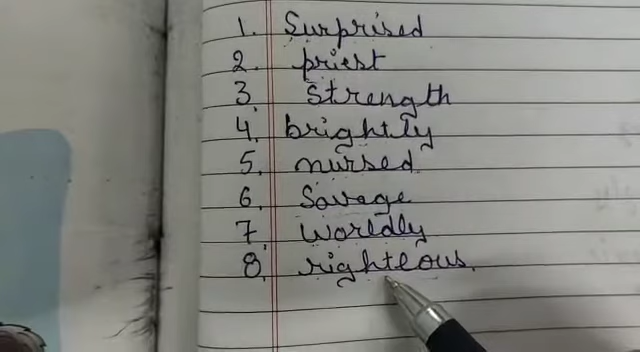 1. Surprised
2. priest
3. Strength
4. brightly
5. nursed.
6. Savage
7. Worldly
8. righteous.